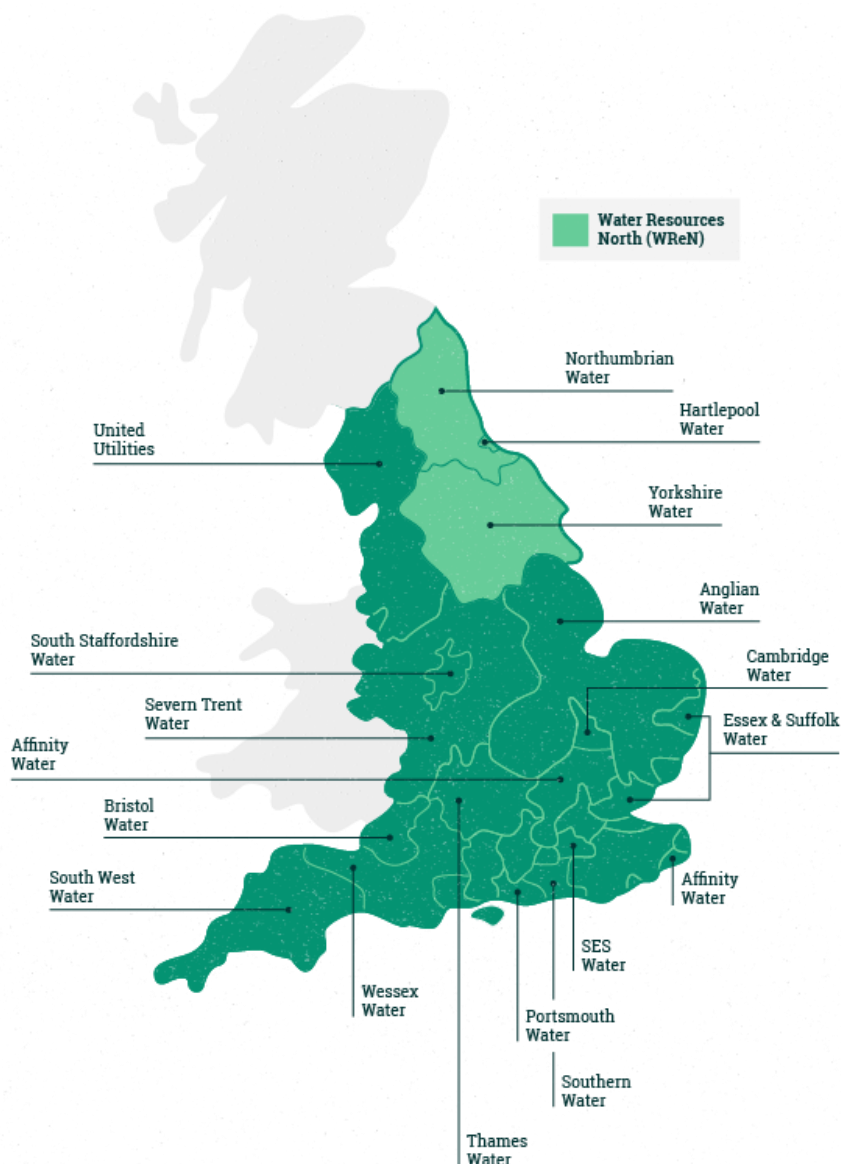 Water Resources
North (WReN)
Northumbrian
Water
Hartlepool
Water
United
Utilities
Yorkshire
Water
Anglian
Water
South Staffordshire
Water
Cambridge
Water
Severn Trent
Water
Essex & Suffolk
Water
Affinity
Water
Bristol
Water
South West
Water
Affinity
Water
SES
Water
Wessex
Water
Portsmouth
Water
Southern
Water
Thames
Water